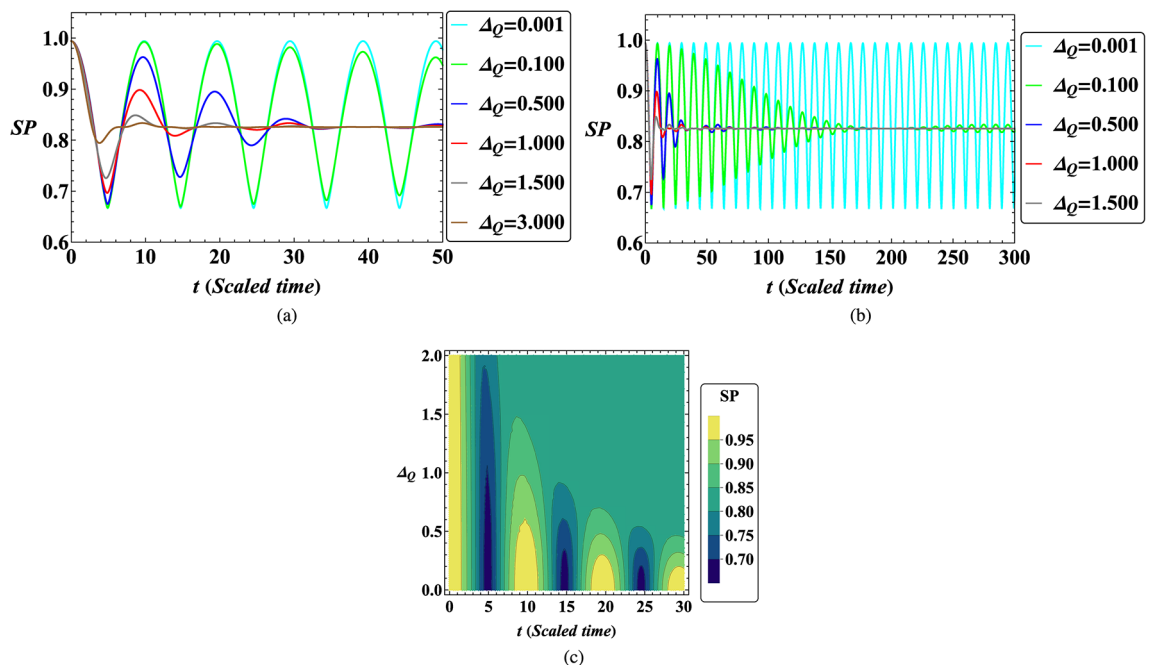 1.0
0.9
SP
0.8
0.7
0.6
0 10 20 30 40 50
t (Scaled time)
Δ_Q=0.001
Δ_Q=0.100
Δ_Q=0.500
Δ_Q=1.000
Δ_Q=1.500
Δ_Q=3.000
(a)
1.0
0.9
SP
0.8
0.7
0.6
0 50 100 150 200 250 300
t (Scaled time)
Δ_Q=0.001
Δ_Q=0.100
Δ_Q=0.500
Δ_Q=1.000
Δ_Q=1.500
(b)
2.0
1.5
Δ_Q 1.0
0.5
0.0
0 5 10 15 20 25 30
t (Scaled time)
SP
0.95
0.90
0.85
0.80
0.75
0.70
(c)